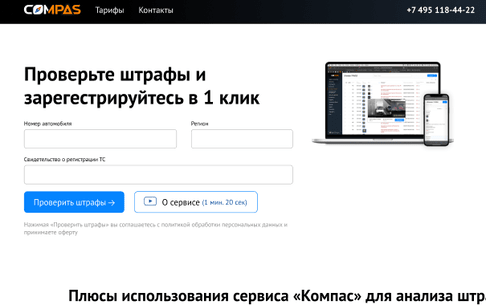 COMPAS Тарифы Контакты +7 495 118-44-22
Проверьте штрафы и
зарегестрируйтесь в 1 клик
Номер автомобиля Регион
Свидетельство о регистрации ТС
Проверить штрафы → О сервисе (1 мин. 20 сек)
Нажимая «Проверить штрафы» вы соглашаетесь с политикой обработки персональных данных и
принимаете оферту
Плюсы использования сервиса «Компас» для анализа штра